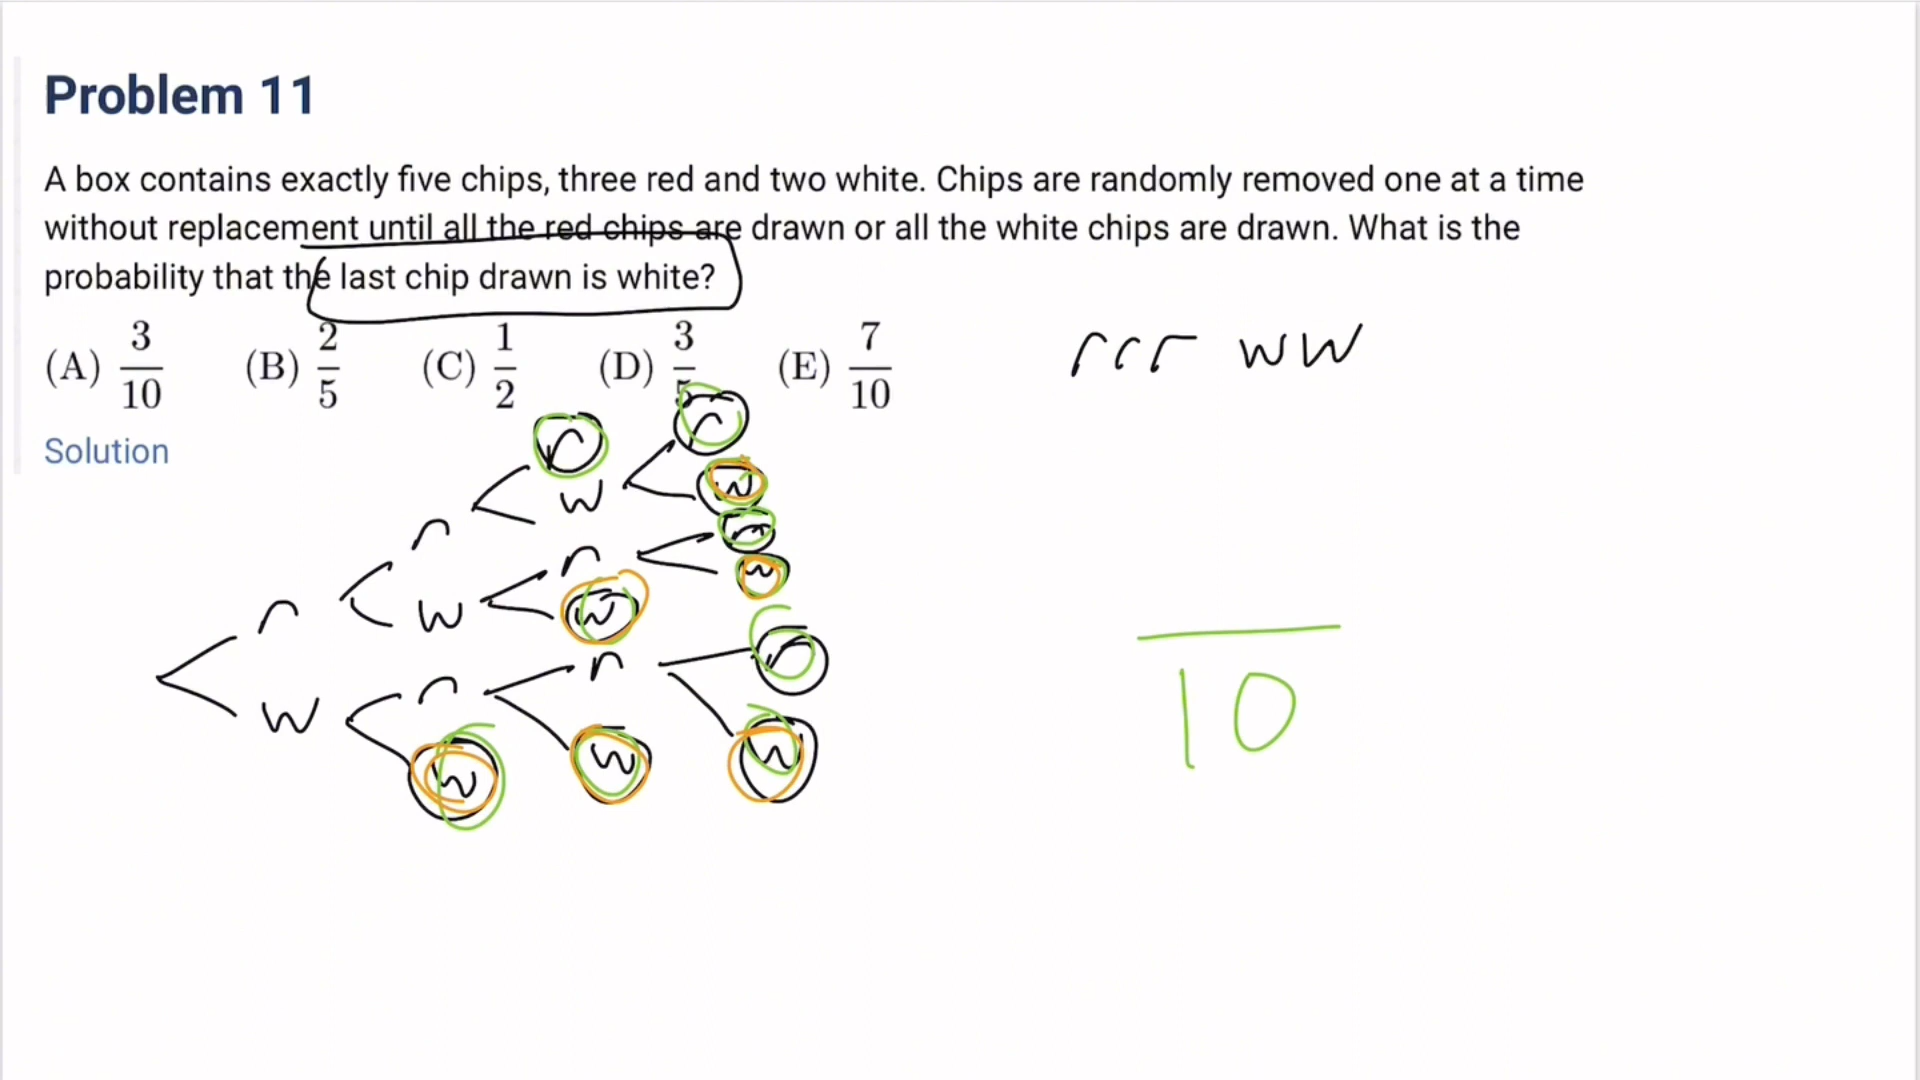 Problem 11
A box contains exactly five chips, three red and two white. Chips are randomly removed one at a time
without replacement until all the red chips are drawn or all the white chips are drawn. What is the
probability that the last chip drawn is white?
(A) 3/10 (B) 2/5 (C) 1/2 (D) 3/5 (E) 7/10
r r r w w
Solution
r
r
w
w
r
r
r
w
r
w
w
r
r
w
r
w
w
w
w
10